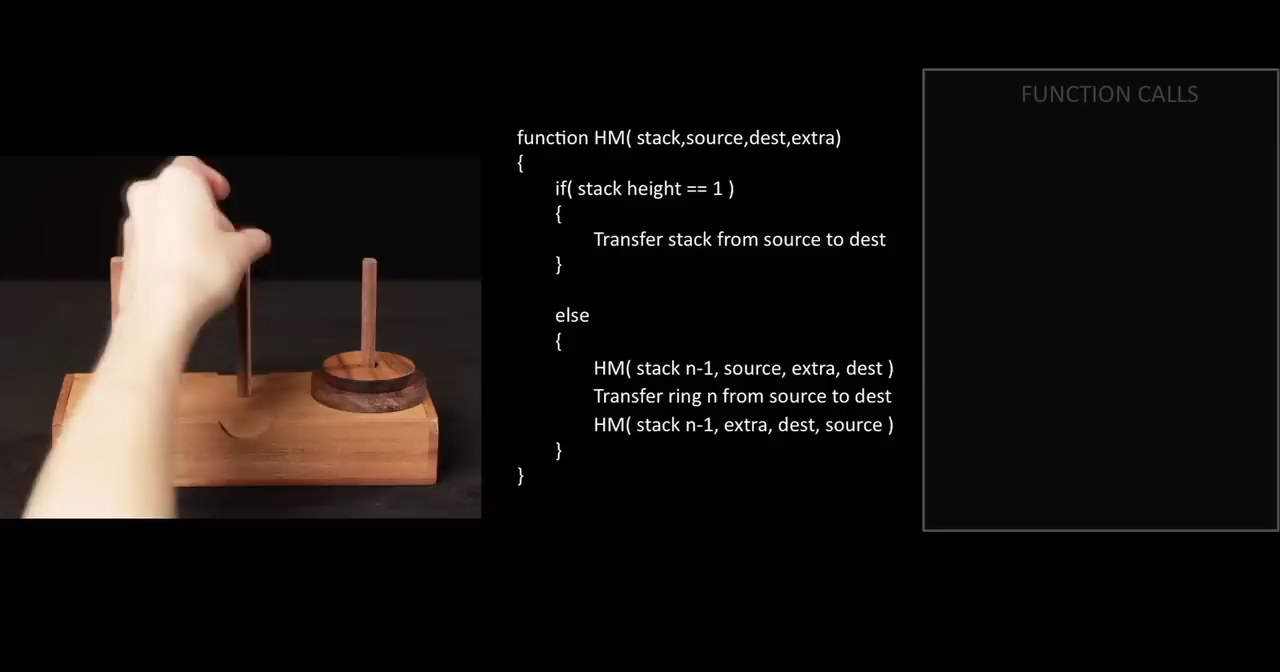 FUNCTION CALLS
function HM( stack,source,dest,extra)
{
if( stack height == 1 )
{
Transfer stack from source to dest
}
else
{
HM( stack n-1, source, extra, dest )
Transfer ring n from source to dest
HM( stack n-1, extra, dest, source )
}
}